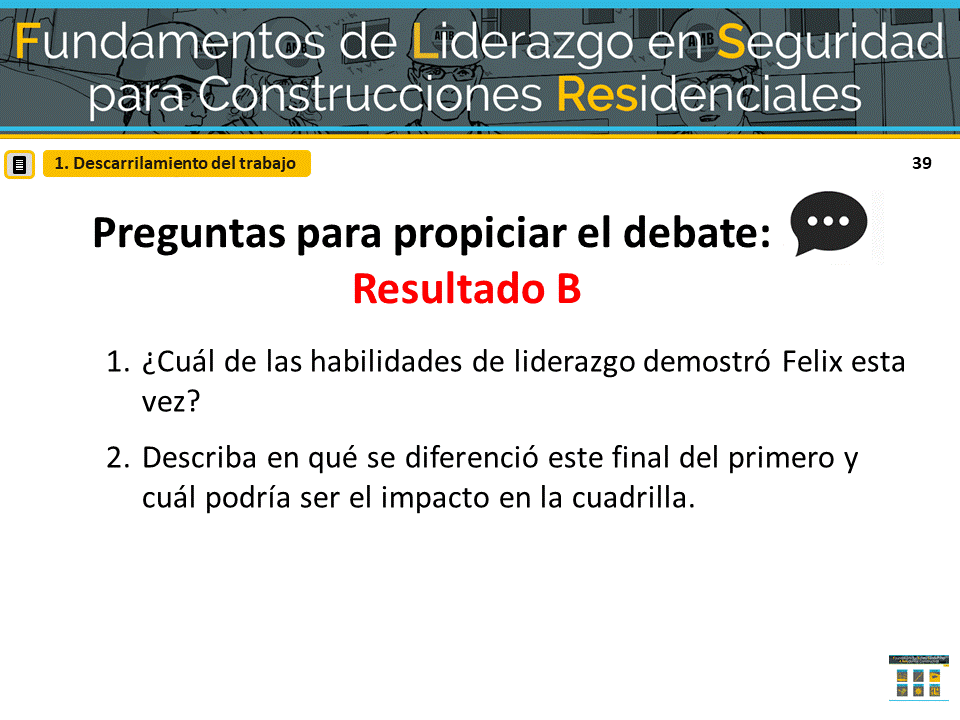 Fundamentos de Liderazgo en Seguridad
para Construcciones Residenciales
1. Descarrilamiento del trabajo
39
Preguntas para propiciar el debate:
Resultado B
1. ¿Cuál de las habilidades de liderazgo demostró Felix esta
vez?
2. Describa en qué se diferenció este final del primero y
cuál podría ser el impacto en la cuadrilla.